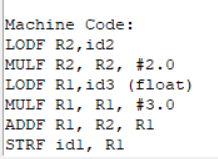 Machine Code:
LODF R2,id2
MULF R2, R2, #2.0
LODF R1,id3 (float)
MULF R1, R1, #3.0
ADDF R1, R2, R1
STRF id1, R1